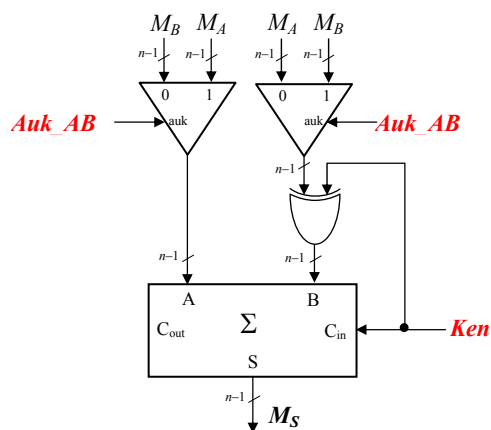 M_B M_A M_A M_B
n−1 n−1 n−1 n−1
0 1 0 1
Auk_AB auk auk Auk_AB
n−1
n−1 n−1
A B
C_out Σ C_in Ken
S
n−1 M_S